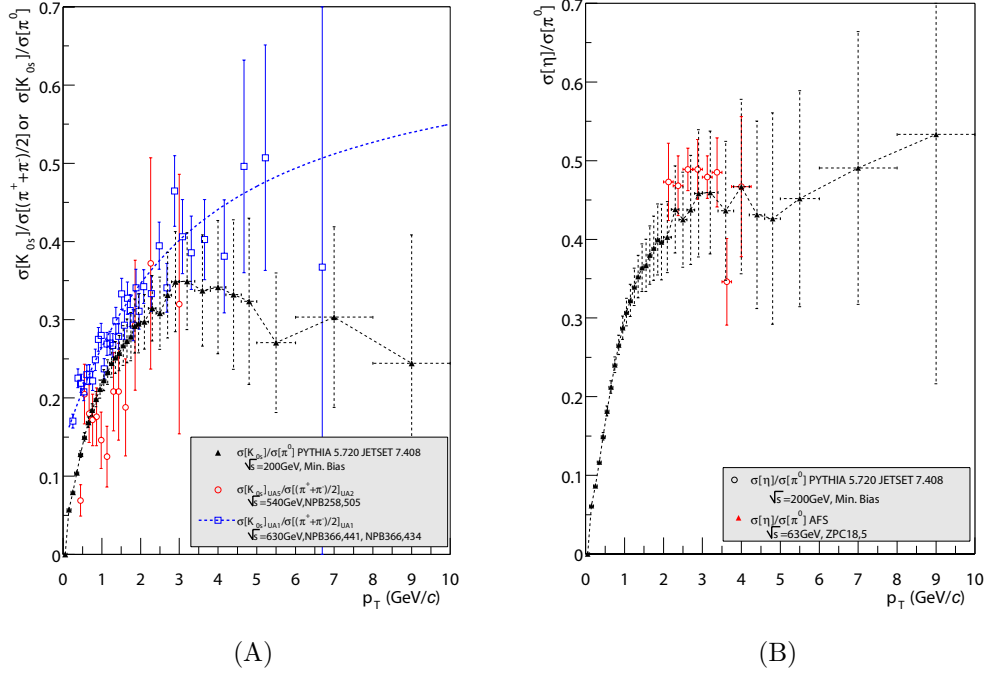 σ[K0s]/σ[(π⁺+π⁻)/2] or σ[K0s]/σ[π⁰]
0.7
0.6
0.5
0.4
0.3
0.2
0.1
0
σ[K0s]/σ[π⁰] PYTHIA 5.720 JETSET 7.408
√s=200GeV, Min. Bias
σ[K0s]UA5/σ[(π⁺+π⁻)/2]UA2
√s=540GeV,NPB258,505
σ[K0s]UA1/σ[(π⁺+π⁻)/2]UA1
√s=630GeV,NPB366,441, NPB366,434
0 1 2 3 4 5 6 7 8 9 10
pT (GeV/c)
(A)
σ[η]/σ[π⁰]
0.7
0.6
0.5
0.4
0.3
0.2
0.1
0
σ[η]/σ[π⁰] PYTHIA 5.720 JETSET 7.408
√s=200GeV, Min. Bias
σ[η]/σ[π⁰] AFS
√s=63GeV, ZPC18,5
0 1 2 3 4 5 6 7 8 9 10
pT (GeV/c)
(B)